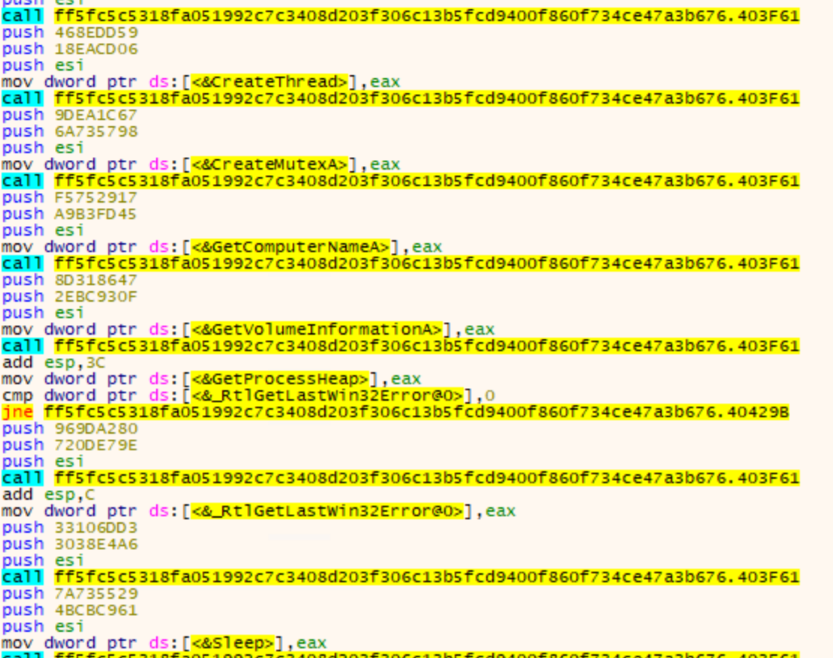 push esi
call ff5fc5c5318fa051992c7c3408d203f306c13b5fcd9400f860f734ce47a3b676.403F61
push 468EDD59
push 18EACD06
push esi
mov dword ptr ds:[<&CreateThread>],eax
call ff5fc5c5318fa051992c7c3408d203f306c13b5fcd9400f860f734ce47a3b676.403F61
push 9DEA1C67
push 6A735798
push esi
mov dword ptr ds:[<&CreateMutexA>],eax
call ff5fc5c5318fa051992c7c3408d203f306c13b5fcd9400f860f734ce47a3b676.403F61
push F5752917
push A9B3FD45
push esi
mov dword ptr ds:[<&GetComputerNameA>],eax
call ff5fc5c5318fa051992c7c3408d203f306c13b5fcd9400f860f734ce47a3b676.403F61
push 8D318647
push 2EBC930F
push esi
mov dword ptr ds:[<&GetVolumeInformationA>],eax
call ff5fc5c5318fa051992c7c3408d203f306c13b5fcd9400f860f734ce47a3b676.403F61
add esp,3C
mov dword ptr ds:[<&GetProcessHeap>],eax
cmp dword ptr ds:[<&_RtlGetLastWin32Error@0>],0
jne ff5fc5c5318fa051992c7c3408d203f306c13b5fcd9400f860f734ce47a3b676.40429B
push 969DA280
push 720DE79E
push esi
call ff5fc5c5318fa051992c7c3408d203f306c13b5fcd9400f860f734ce47a3b676.403F61
add esp,C
mov dword ptr ds:[<&_RtlGetLastWin32Error@0>],eax
push 33106DD3
push 3038E4A6
push esi
call ff5fc5c5318fa051992c7c3408d203f306c13b5fcd9400f860f734ce47a3b676.403F61
push 7A735529
push 4BCBC961
push esi
mov dword ptr ds:[<&Sleep>],eax